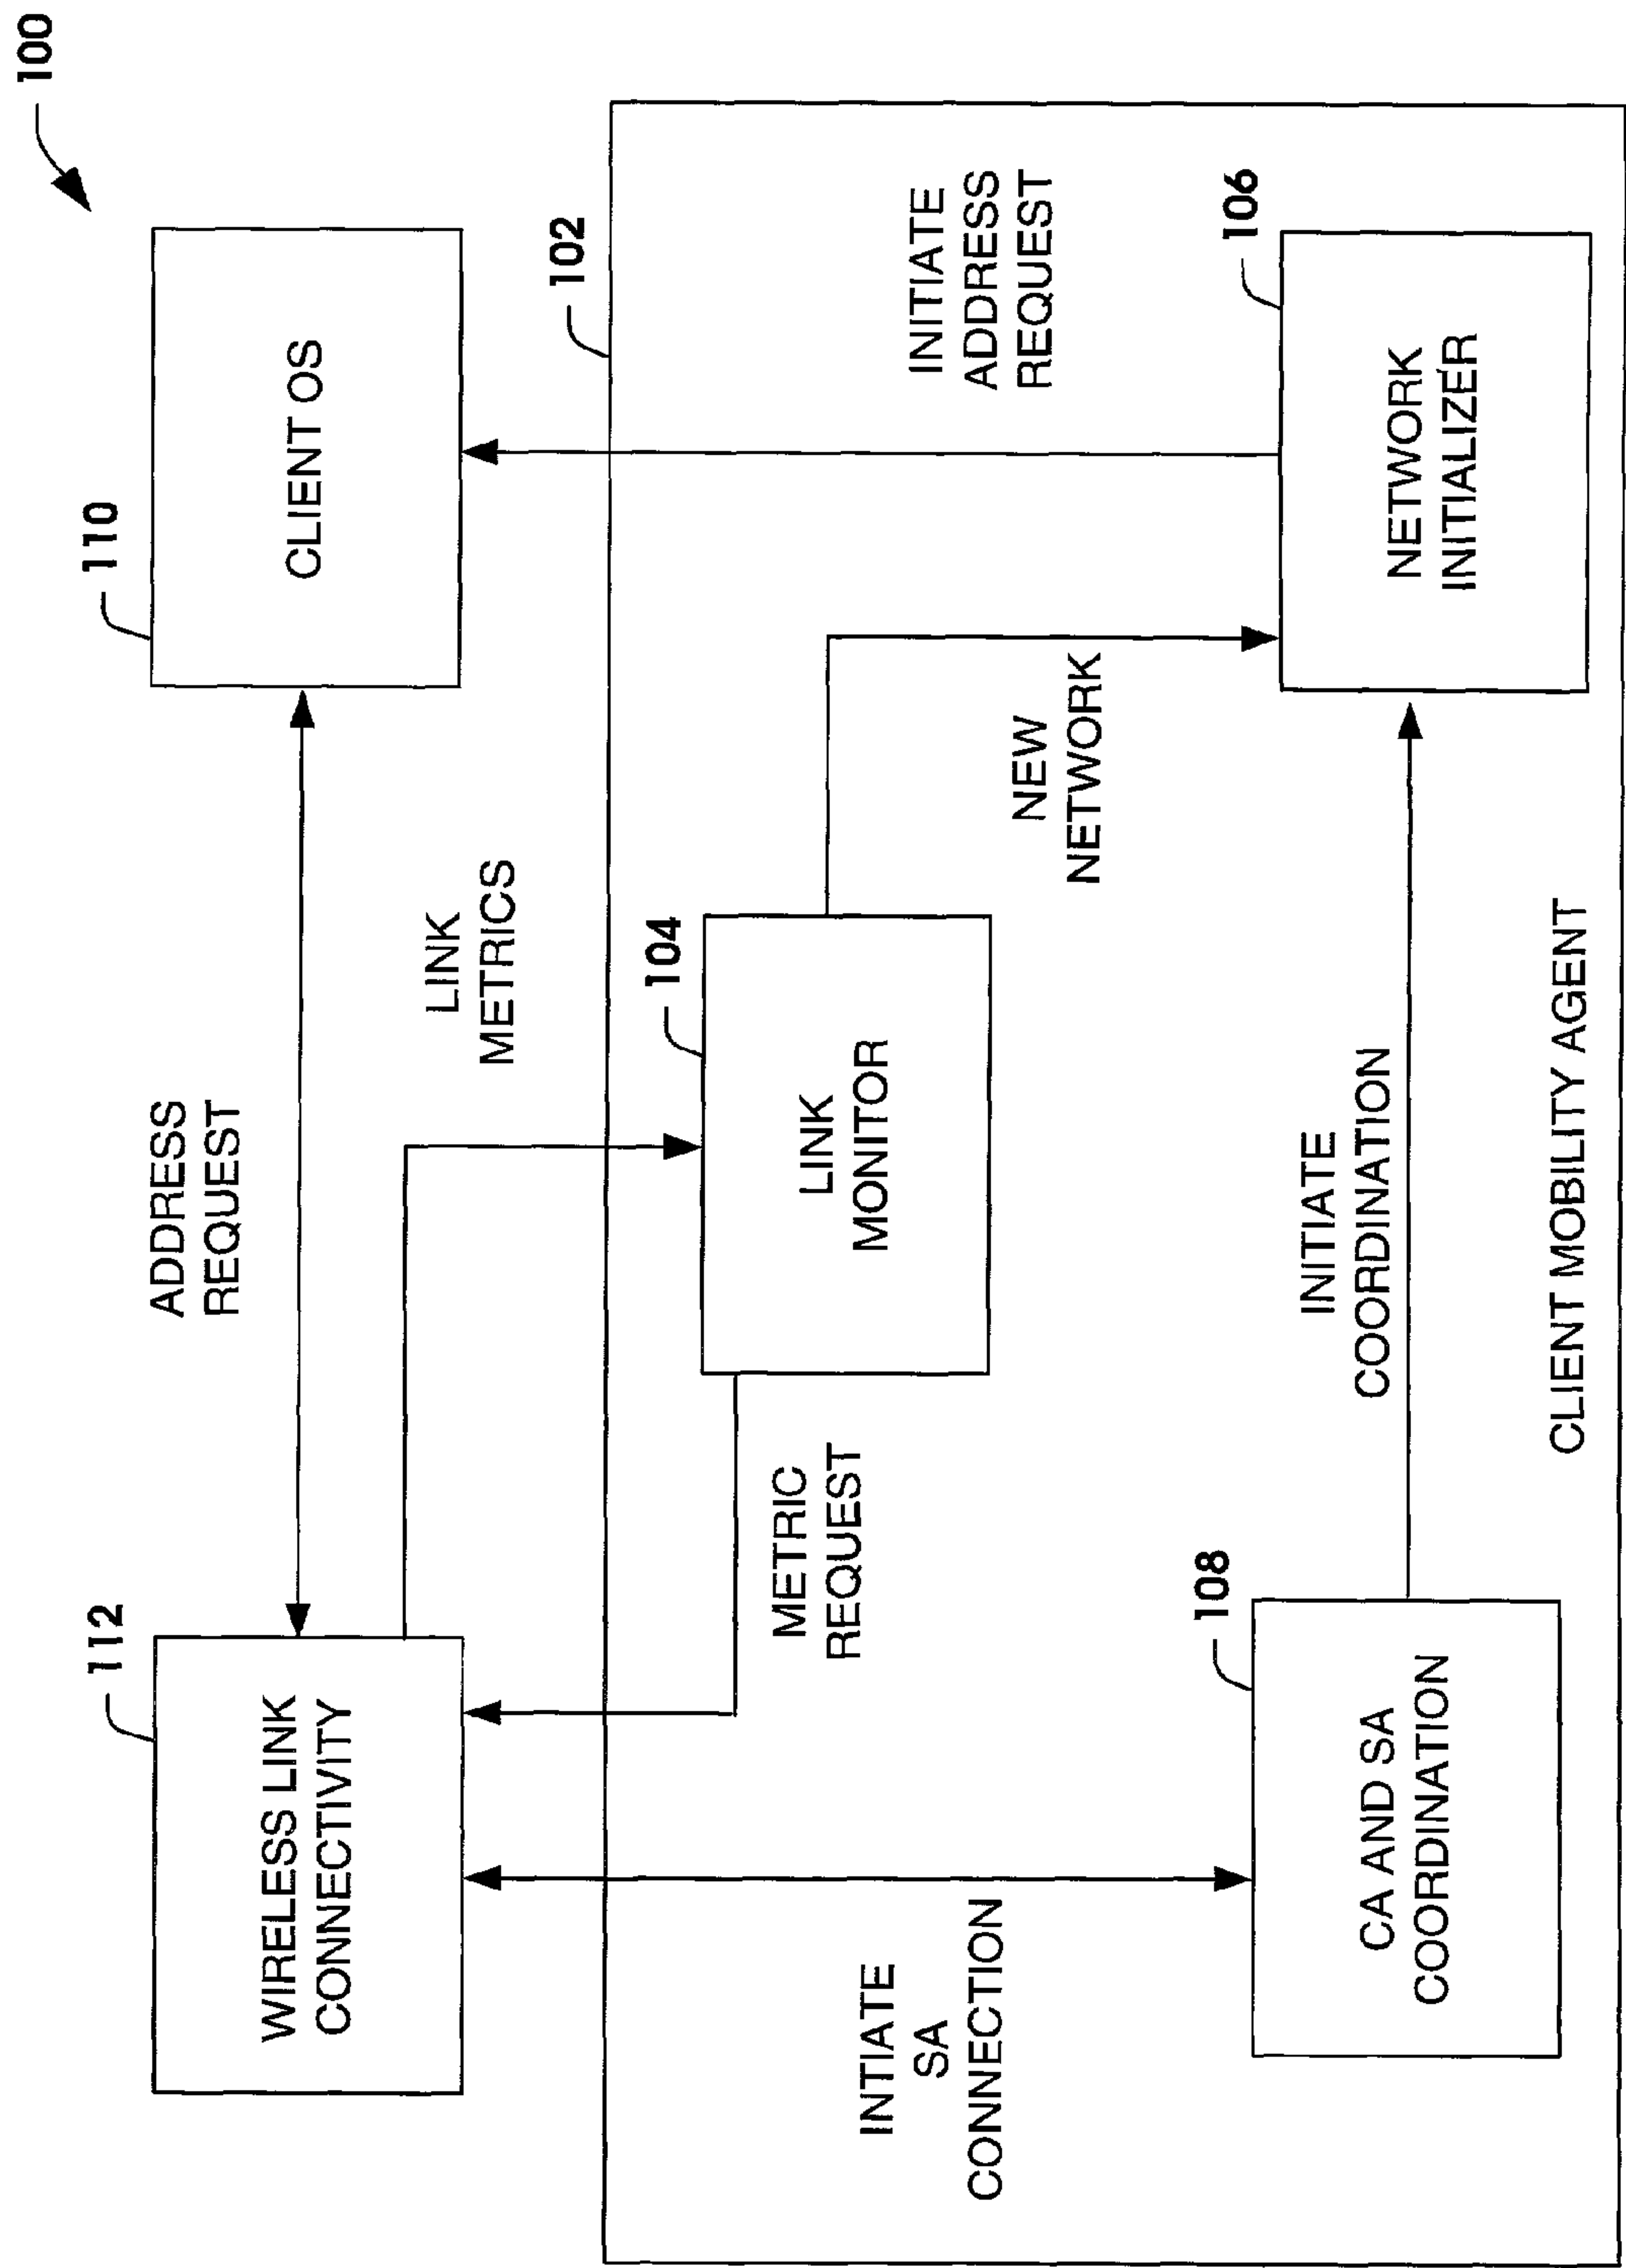 100
112
WIRELESS LINK
CONNECTIVITY
ADDRESS
REQUEST
110
CLIENT OS
LINK
METRICS
102
METRIC
REQUEST
104
LINK
MONITOR
NEW
NETWORK
INITIATE
ADDRESS
REQUEST
INTIATE
SA
CONNECTION
108
CA AND SA
COORDINATION
INITIATE
COORDINATION
106
NETWORK
INITIALIZER
CLIENT MOBILITY AGENT